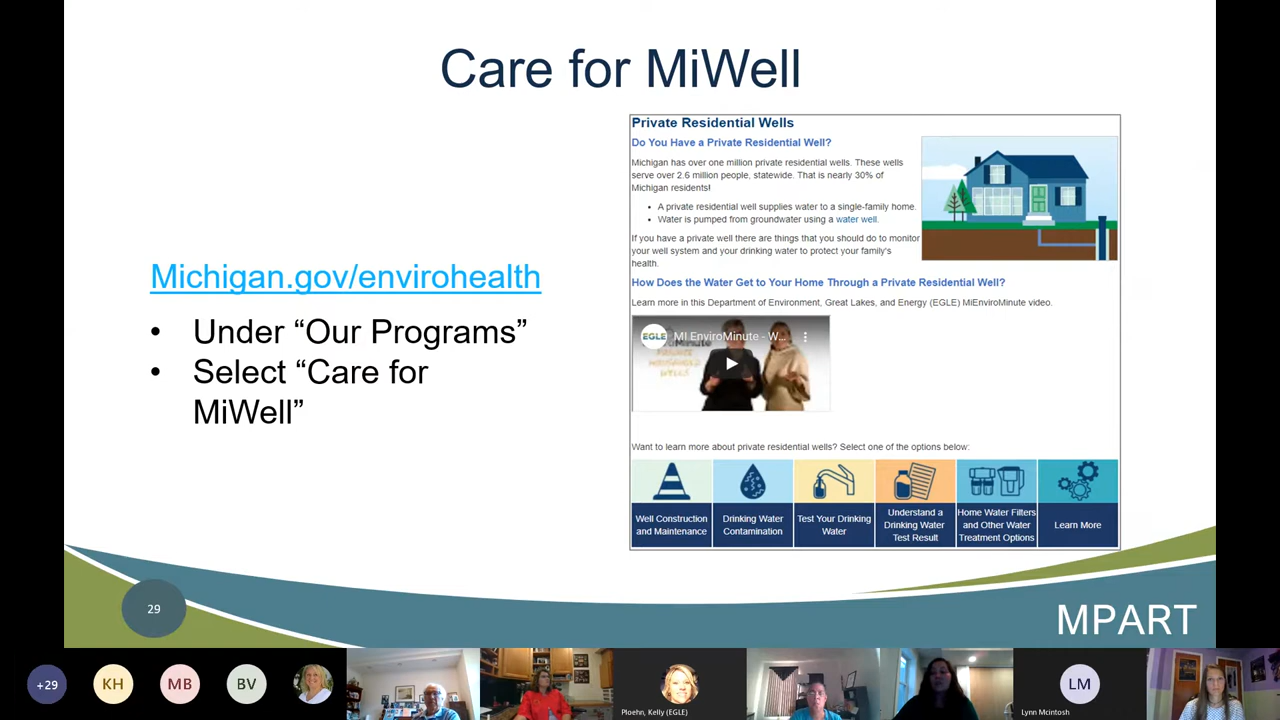 Care for MiWell
Michigan.gov/envirohealth
• Under “Our Programs”
• Select “Care for
MiWell”
Private Residential Wells
Do You Have a Private Residential Well?
Michigan has over one million private residential wells. These wells
serve over 2.6 million people, statewide. That is nearly 30% of
Michigan residents!
• A private residential well supplies water to a single-family home.
• Water is pumped from groundwater using a water well.
If you have a private well there are things that you should do to monitor
your well system and your drinking water to protect your family's
health.
How Does the Water Get to Your Home Through a Private Residential Well?
Learn more in this Department of Environment, Great Lakes, and Energy (EGLE) MiEnviroMinute video.
EGLE
MI EnviroMinute - W...
Want to learn more about private residential wells? Select one of the options below:
Well Construction
and Maintenance
Drinking Water
Contamination
Test Your Drinking
Water
Understand a
Drinking Water
Test Result
Home Water Filters
and Other Water
Treatment Options
Learn More
29
MPART
+29
KH
MB
BV
Ploehn, Kelly (EGLE)
LM
Lynn Mcintosh